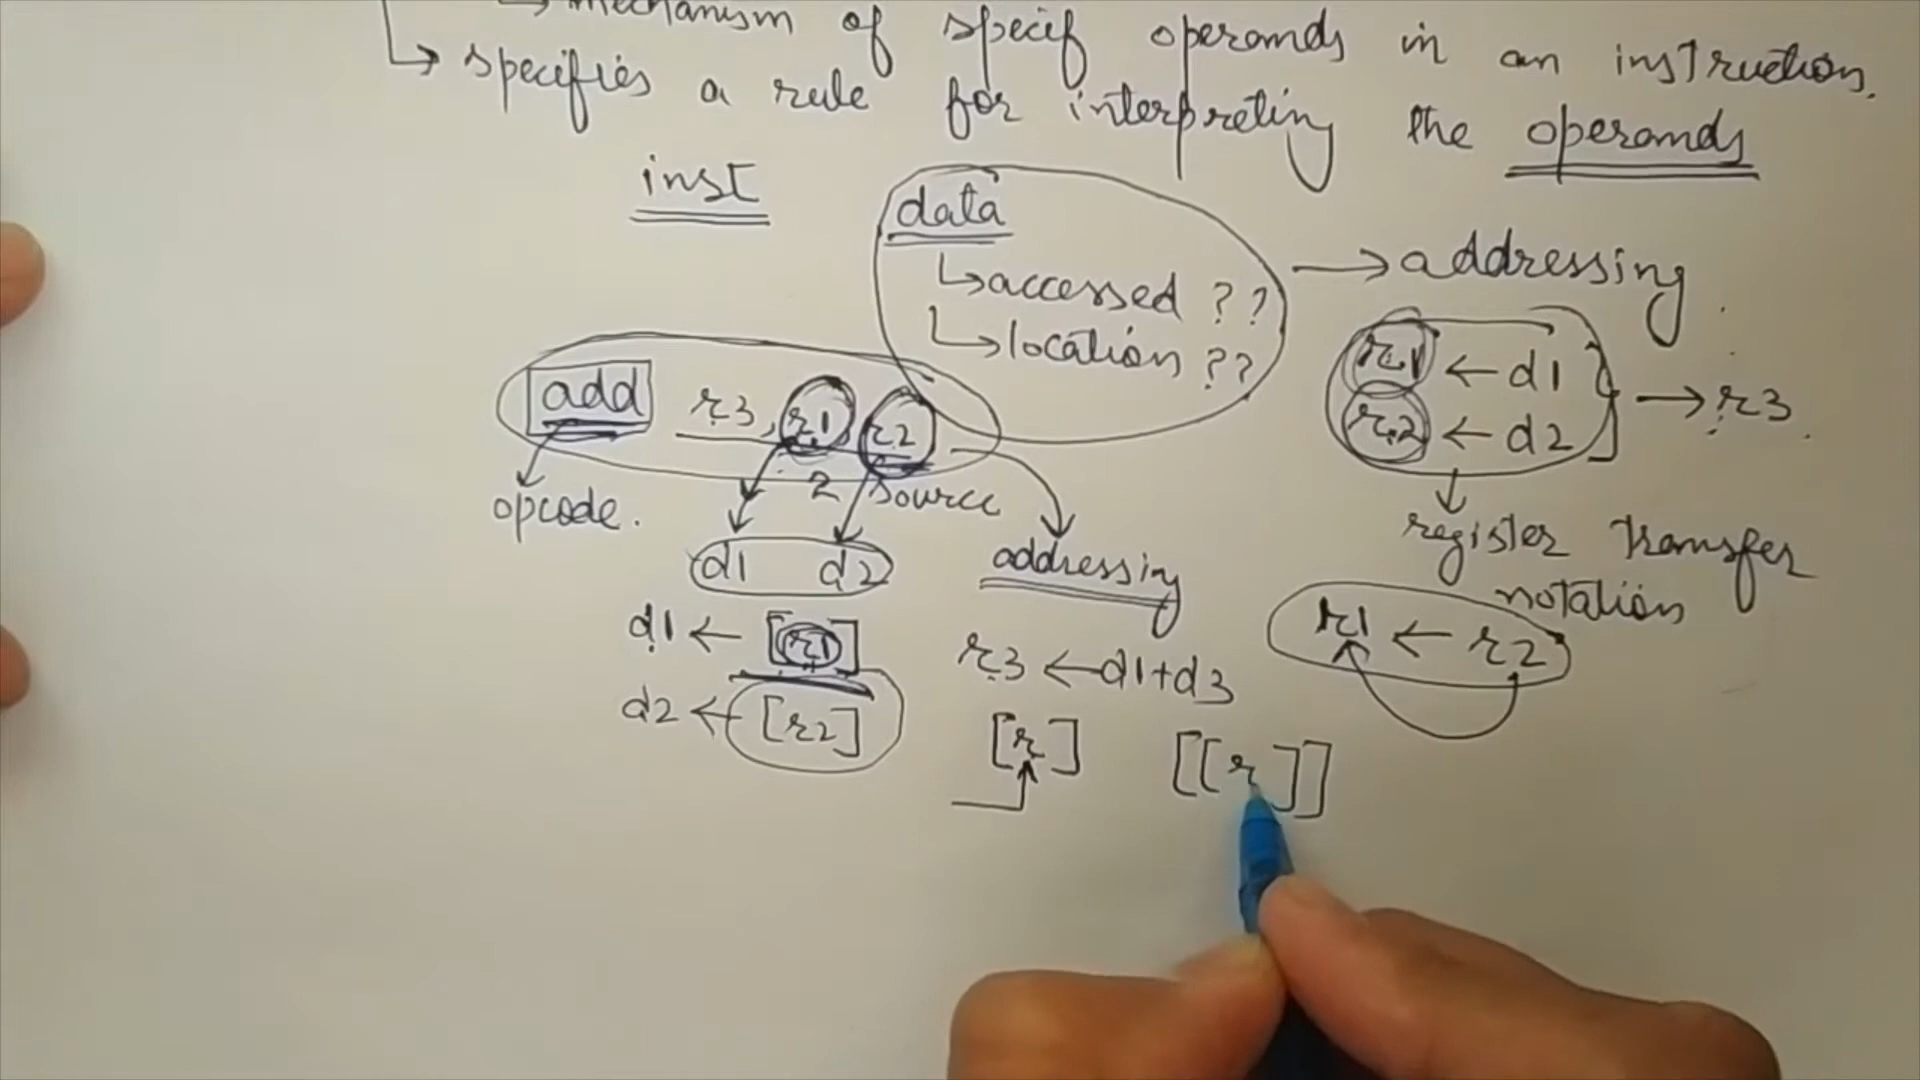 mechanism of specif operands in an instruction.
specifies a rule for interpreting the operands
inst
data
accessed ??
location ??
→ addressing
add r3, r1 r2
opcode.
2 source
d1 d2
addressing
d1 ← [r1]
d2 ← [r2]
r3 ← d1+d3
[r] [[r]]
r1 ← d1
r2 ← d2
→ r3
register transfer
notation
r1 ← r2